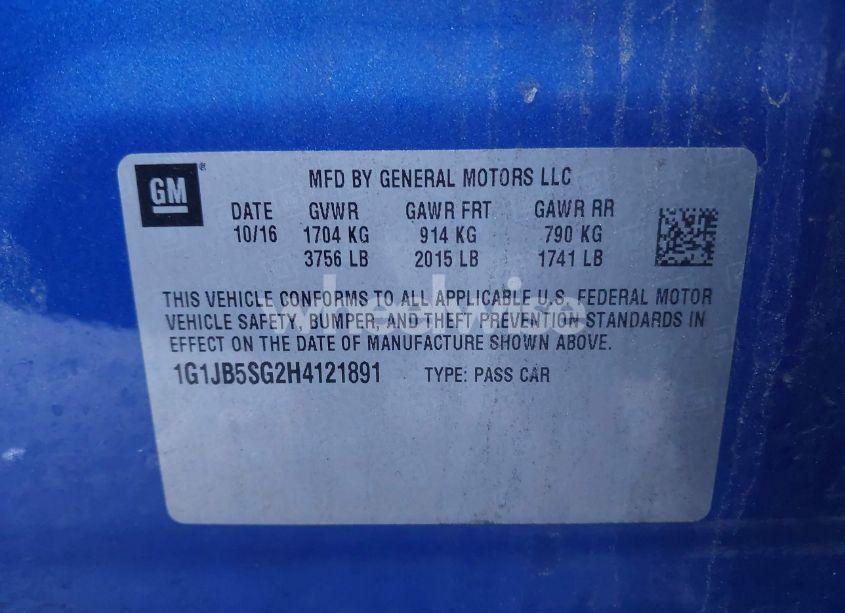 GM
MFD BY GENERAL MOTORS LLC
DATE GVWR GAWR FRT GAWR RR
10/16 1704 KG 914 KG 790 KG
3756 LB 2015 LB 1741 LB
THIS VEHICLE CONFORMS TO ALL APPLICABLE U.S. FEDERAL MOTOR
VEHICLE SAFETY, BUMPER, AND THEFT PREVENTION STANDARDS IN
EFFECT ON THE DATE OF MANUFACTURE SHOWN ABOVE.
1G1JB5SG2H4121891 TYPE: PASS CAR
wheelwise